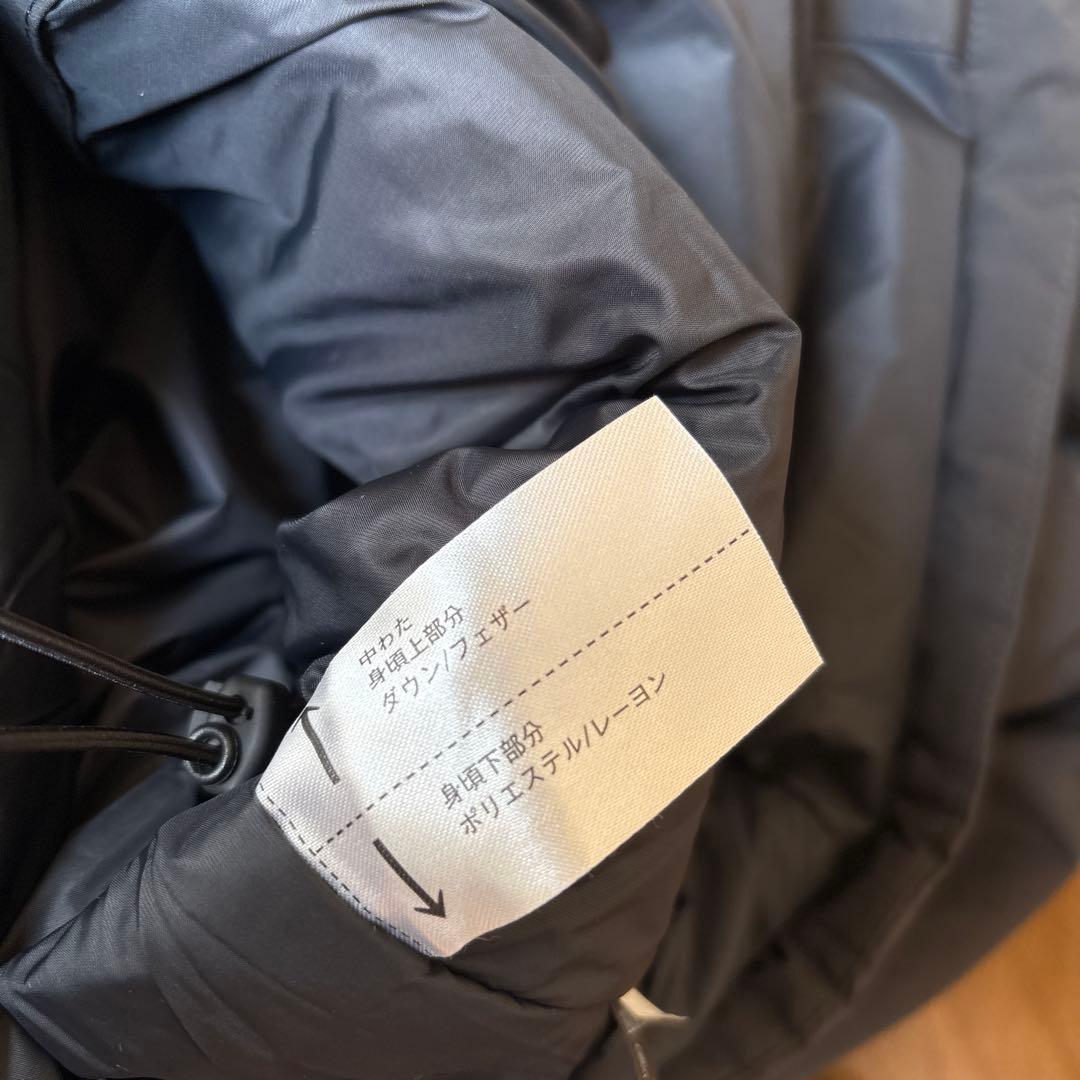 中わた
身頃上部分
ダウン/フェザー
身頃下部分
ポリエステル/レーヨン